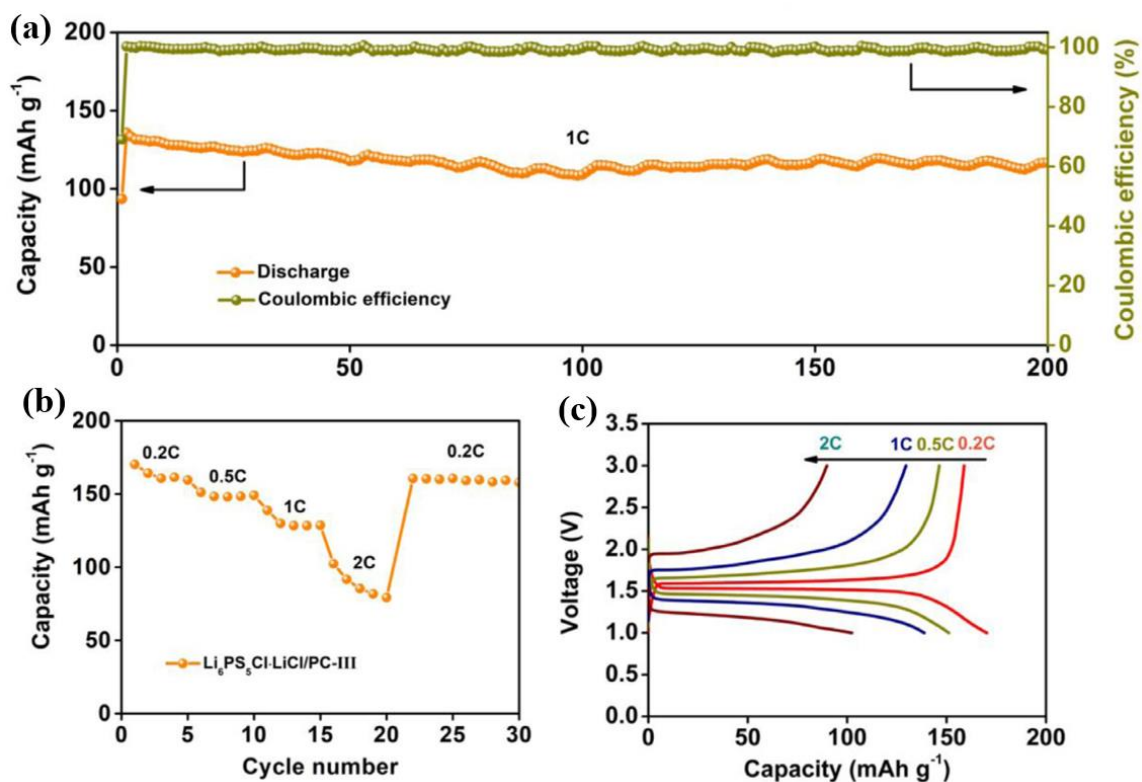 (a)
200
150
100
50
0
Capacity (mAh g⁻¹)
1C
Discharge
Coulombic efficiency
100
80
60
40
20
0
Coulombic efficiency (%)
0 50 100 150 200
(b)
200
150
100
50
0
Capacity (mAh g⁻¹)
0.2C
0.5C
1C
2C
0.2C
Li₆PS₅Cl·LiCl/PC-III
0 5 10 15 20 25 30
Cycle number
(c)
3.5
3.0
2.5
2.0
1.5
1.0
0.5
0.0
Voltage (V)
2C 1C 0.5C 0.2C
0 50 100 150 200
Capacity (mAh g⁻¹)